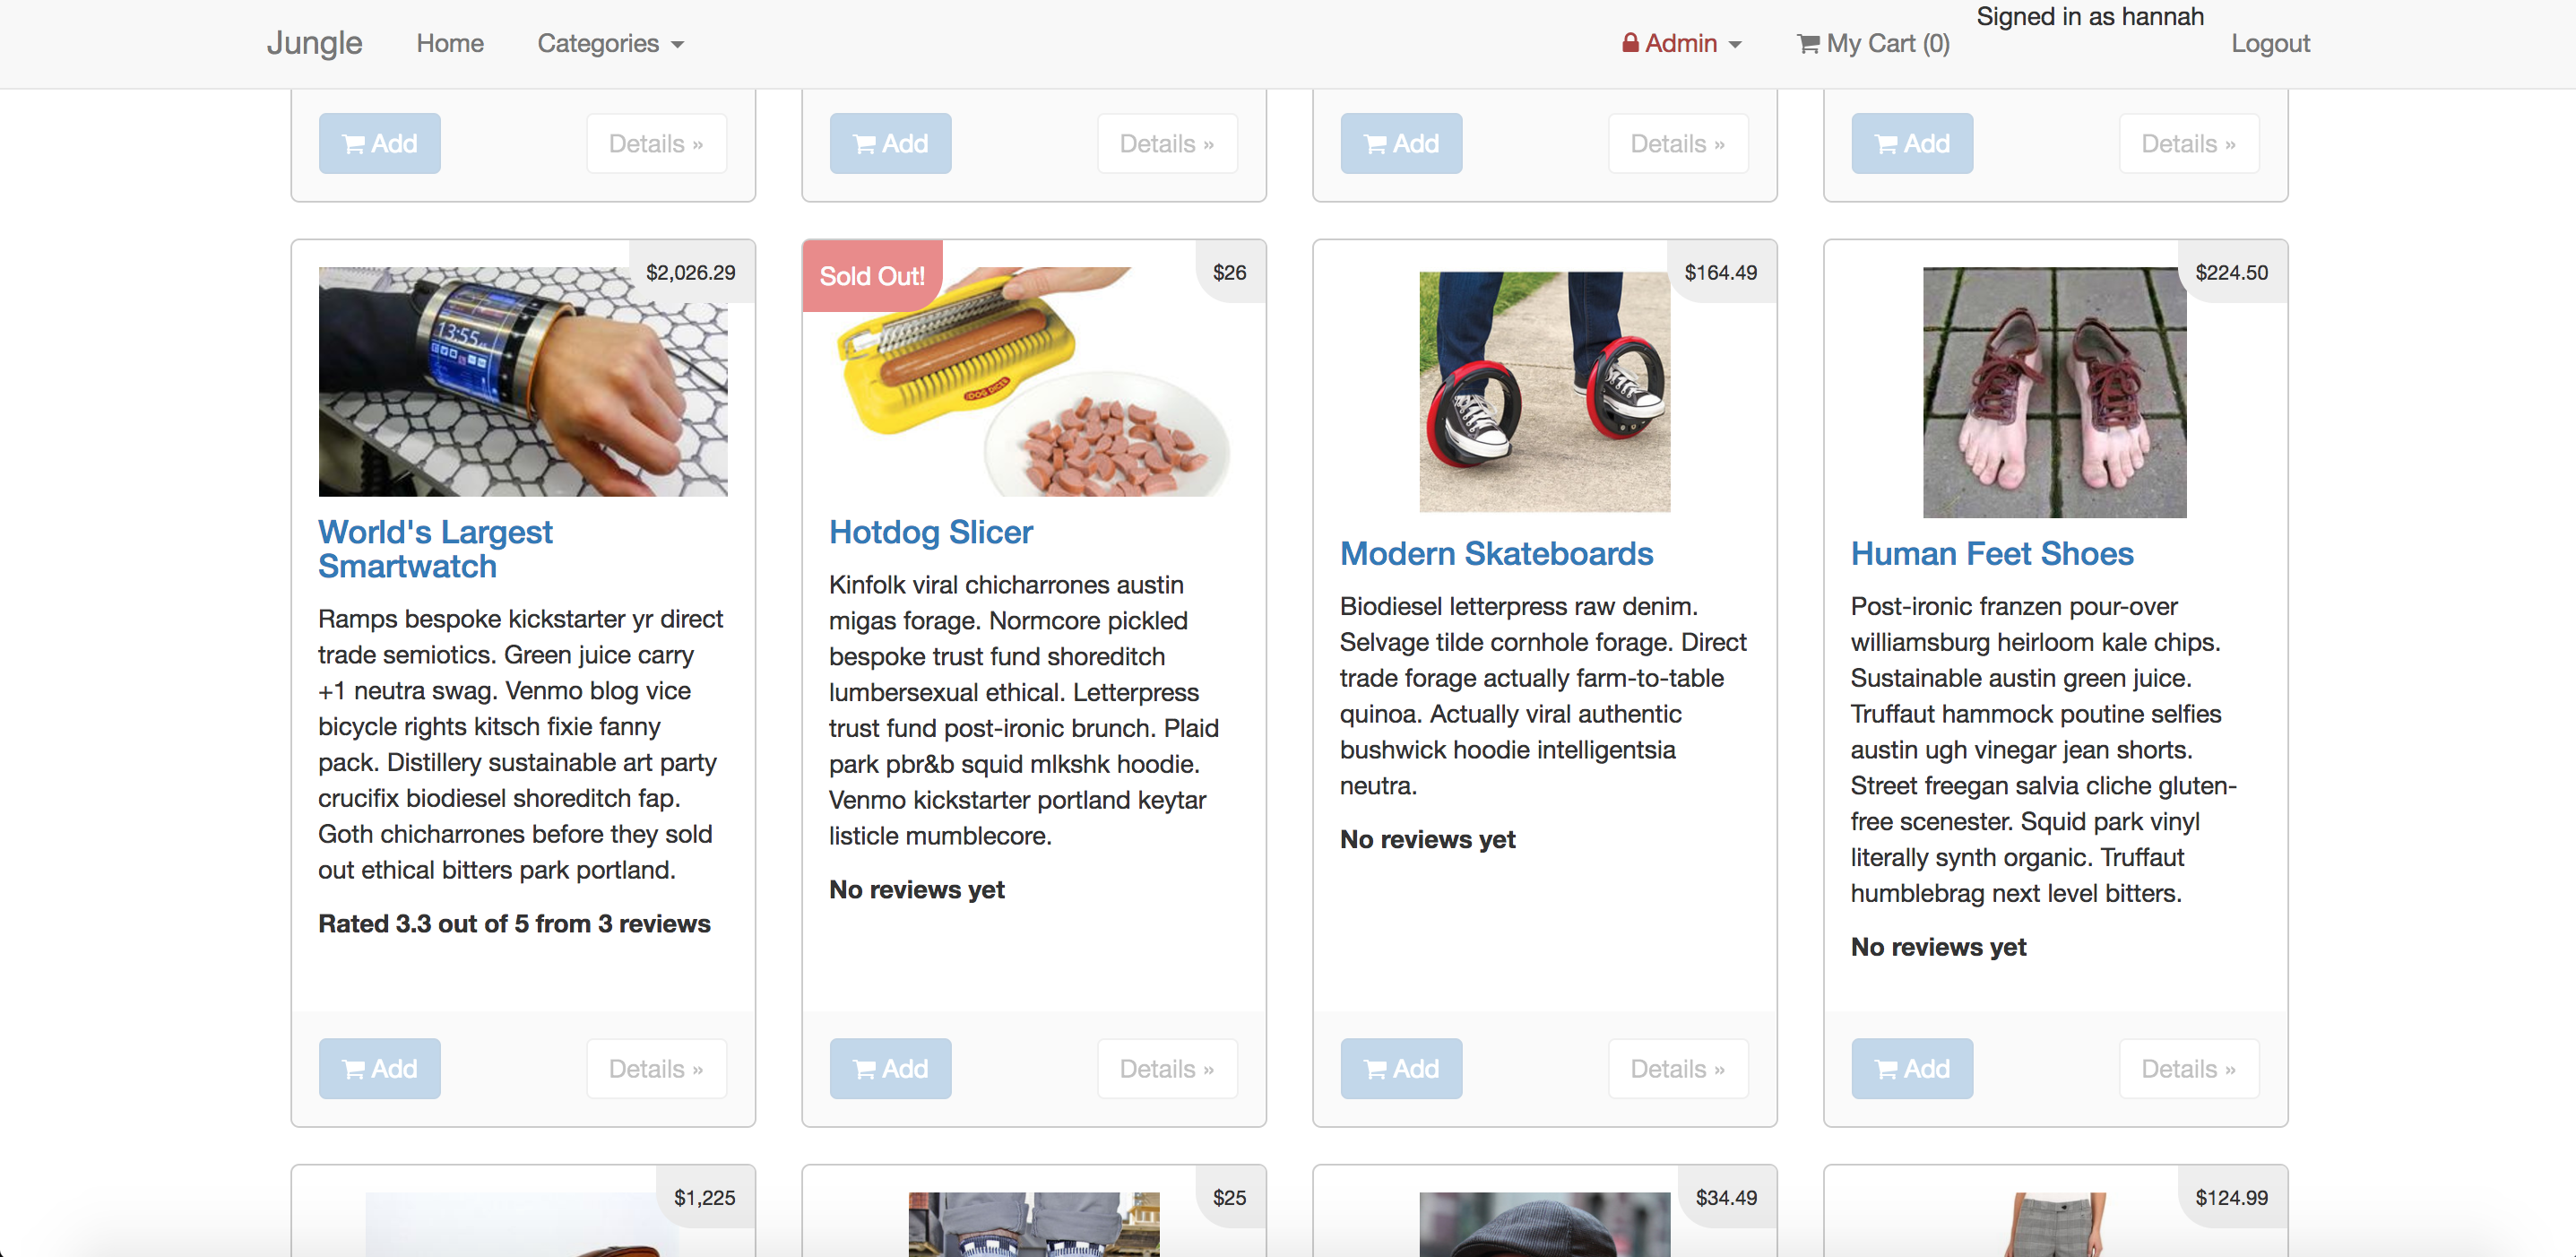 Jungle Home Categories Admin My Cart (0) Signed in as hannah Logout
Add Details » Add Details » Add Details » Add Details »
$2,026.29
13:55
World's Largest
Smartwatch
Ramps bespoke kickstarter yr direct
trade semiotics. Green juice carry
+1 neutra swag. Venmo blog vice
bicycle rights kitsch fixie fanny
pack. Distillery sustainable art party
crucifix biodiesel shoreditch fap.
Goth chicharrones before they sold
out ethical bitters park portland.
Rated 3.3 out of 5 from 3 reviews
Add Details »
Sold Out! $26
Hotdog Slicer
Kinfolk viral chicharrones austin
migas forage. Normcore pickled
bespoke trust fund shoreditch
lumbersexual ethical. Letterpress
trust fund post-ironic brunch. Plaid
park pbr&b squid mlkshk hoodie.
Venmo kickstarter portland keytar
listicle mumblecore.
No reviews yet
Add Details »
$164.49
Modern Skateboards
Biodiesel letterpress raw denim.
Selvage tilde cornhole forage. Direct
trade forage actually farm-to-table
quinoa. Actually viral authentic
bushwick hoodie intelligentsia
neutra.
No reviews yet
Add Details »
$224.50
Human Feet Shoes
Post-ironic franzen pour-over
williamsburg heirloom kale chips.
Sustainable austin green juice.
Truffaut hammock poutine selfies
austin ugh vinegar jean shorts.
Street freegan salvia cliche gluten-
free scenester. Squid park vinyl
literally synth organic. Truffaut
humblebrag next level bitters.
No reviews yet
Add Details »
$1,225 $25 $34.49 $124.99